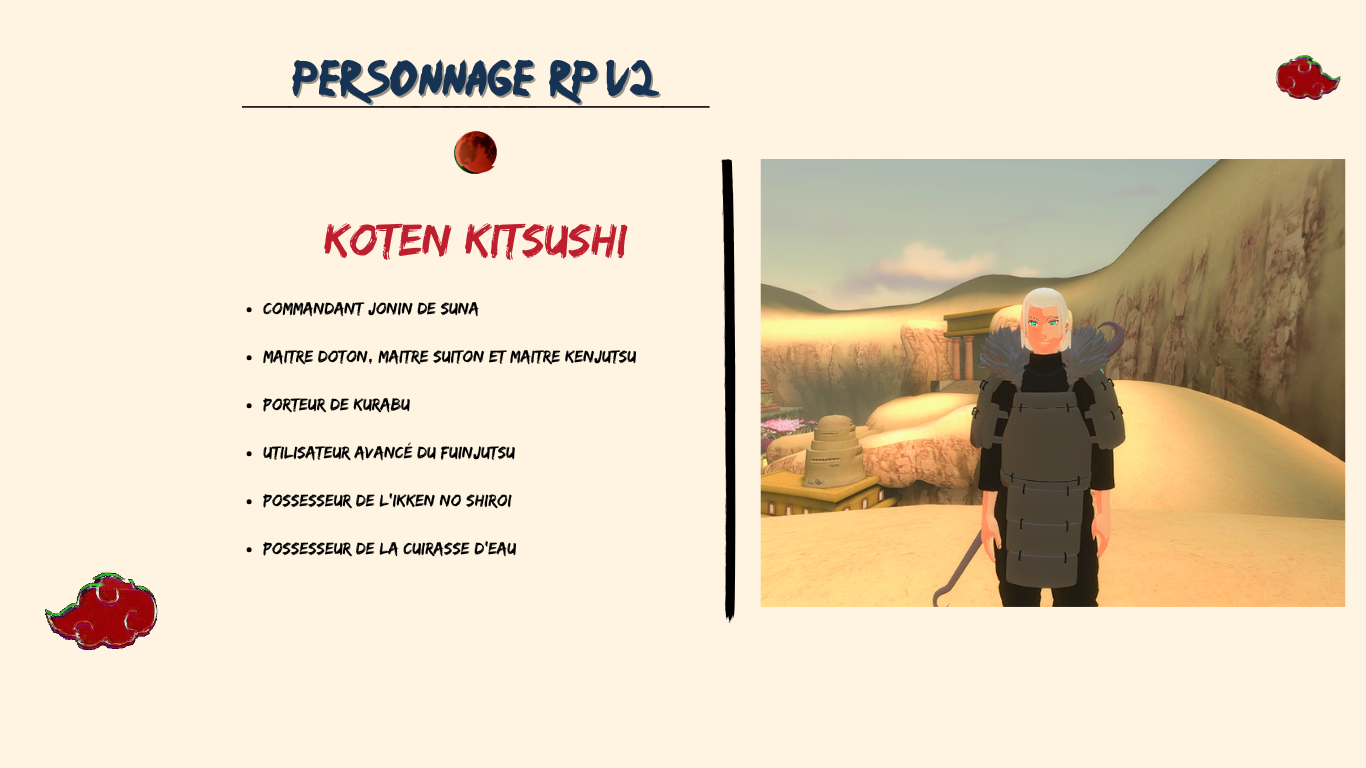 PERSONNAGE RP V2
KOTEN KITSUSHI
• COMMANDANT JONIN DE SUNA
• MAITRE DOTON, MAITRE SUITON ET MAITRE KENJUTSU
• PORTEUR DE KURABU
• UTILISATEUR AVANCÉ DU FUINJUTSU
• POSSESSEUR DE L'IKKEN NO SHIROI
• POSSESSEUR DE LA CUIRASSE D'EAU